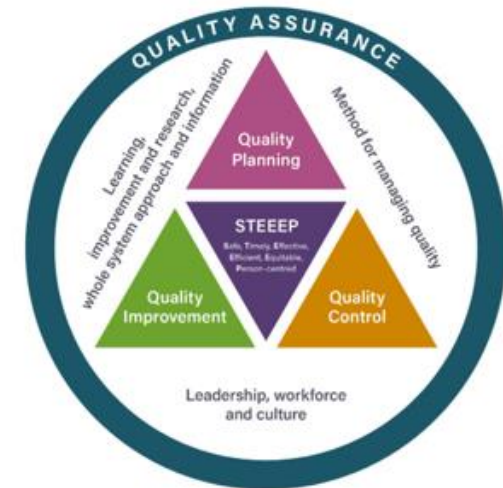 QUALITY ASSURANCE
Learning,
improvement and research,
whole system approach and information
Method for managing quality
Quality
Planning
STEEEP
Safe, Timely, Effective,
Efficient, Equitable,
Person-centred
Quality
Improvement
Quality
Control
Leadership, workforce
and culture